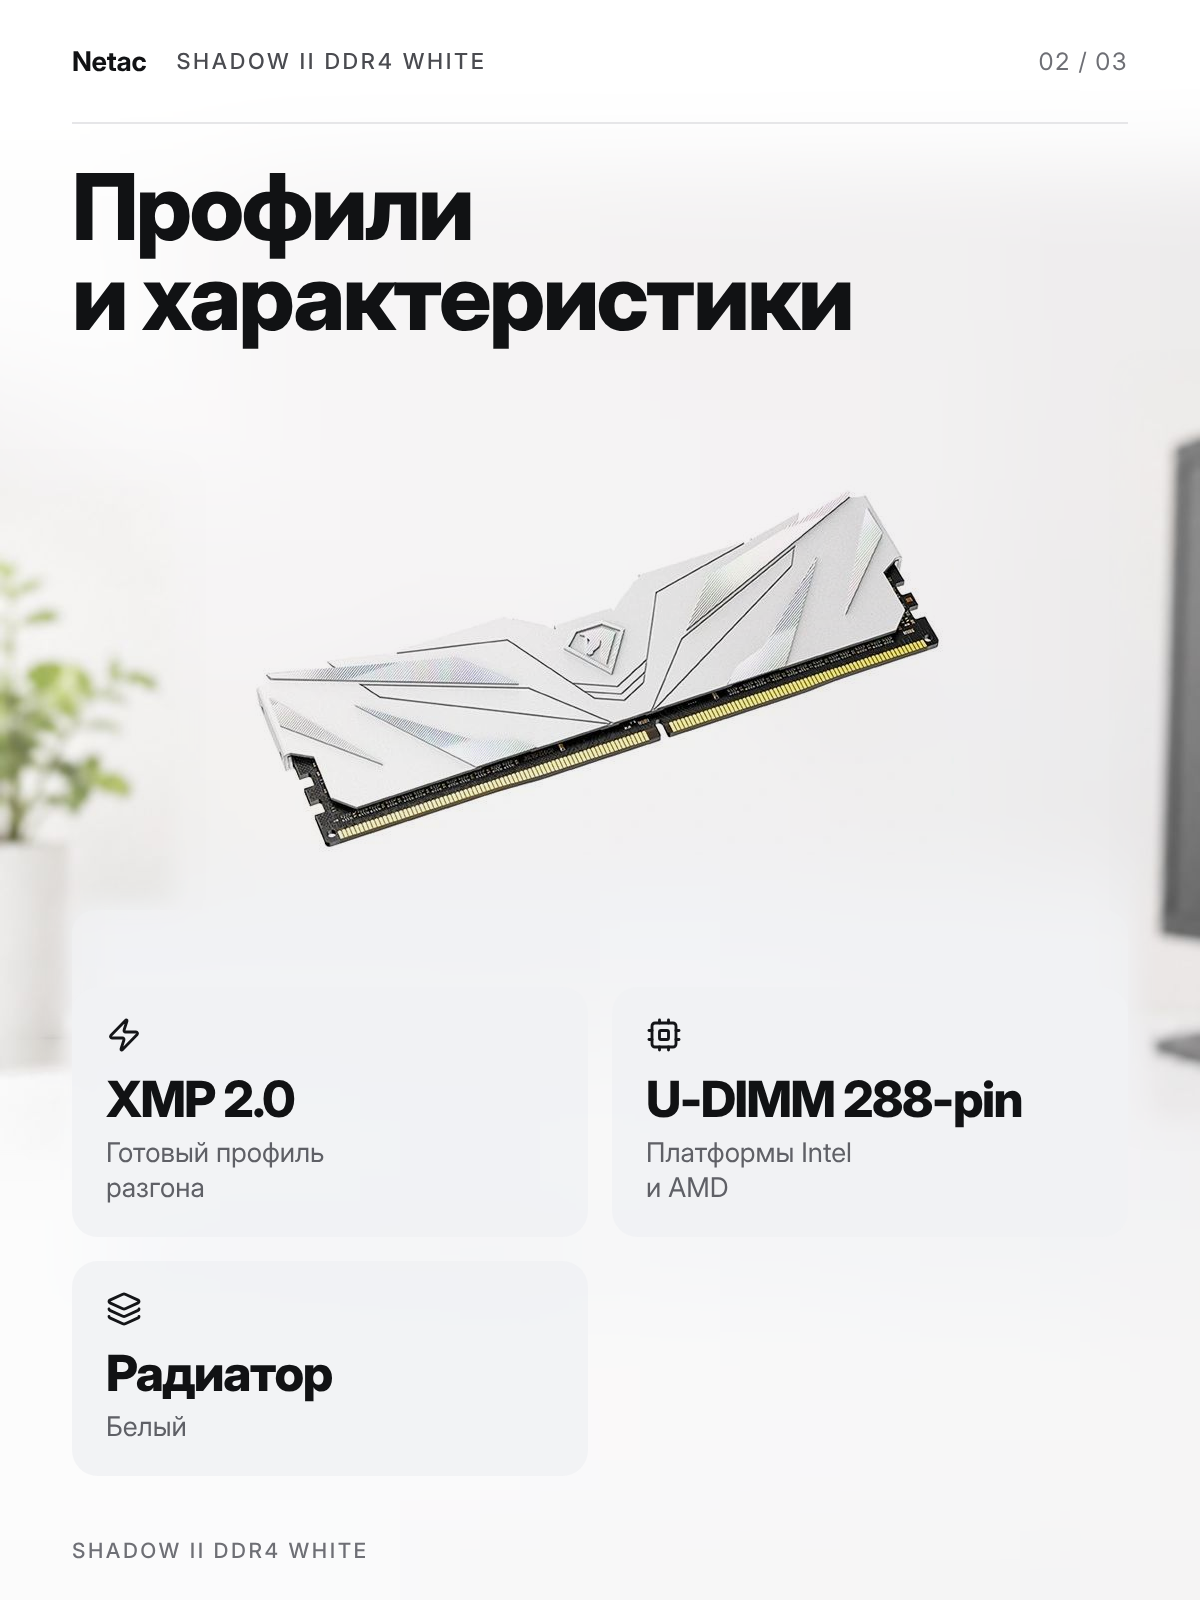 Netac SHADOW II DDR4 WHITE 02 / 03
Профили
и характеристики
XMP 2.0
Готовый профиль
разгона
U-DIMM 288-pin
Платформы Intel
и AMD
Радиатор
Белый
SHADOW II DDR4 WHITE